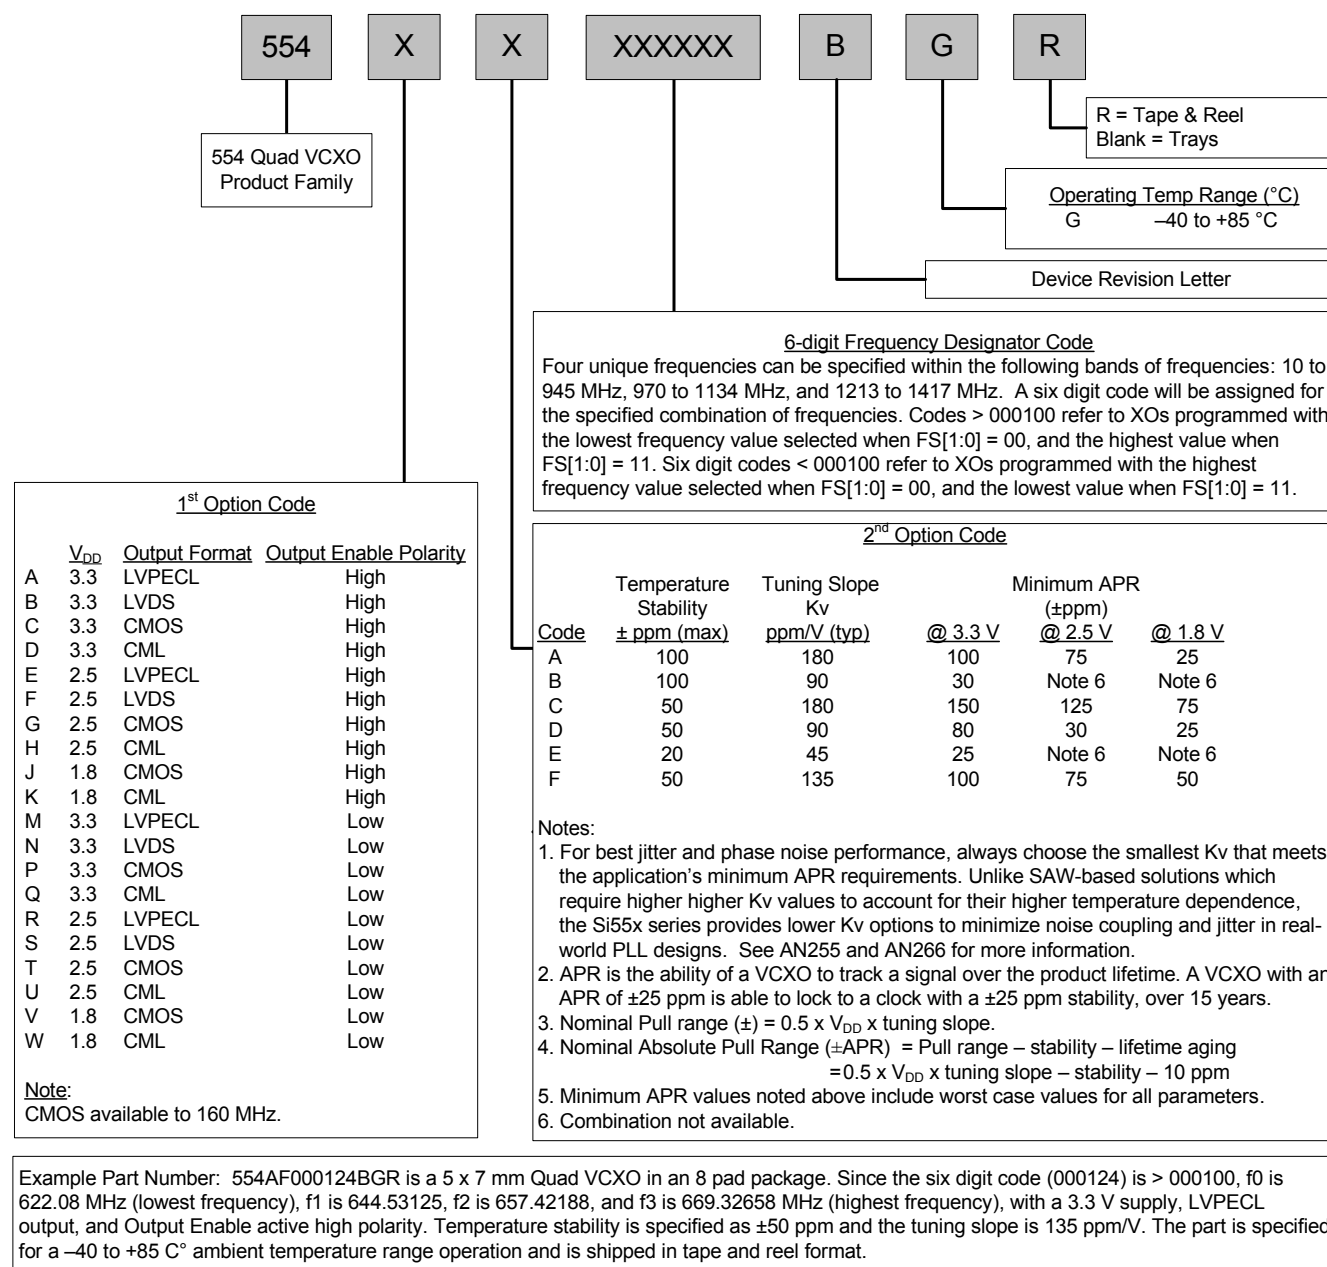 554 X X XXXXXX B G R
R = Tape & Reel
Blank = Trays
554 Quad VCXO
Product Family
Operating Temp Range (°C)
G –40 to +85 °C
Device Revision Letter
6-digit Frequency Designator Code
Four unique frequencies can be specified within the following bands of frequencies: 10 to
945 MHz, 970 to 1134 MHz, and 1213 to 1417 MHz. A six digit code will be assigned for
the specified combination of frequencies. Codes > 000100 refer to XOs programmed with
the lowest frequency value selected when FS[1:0] = 00, and the highest value when
FS[1:0] = 11. Six digit codes < 000100 refer to XOs programmed with the highest
frequency value selected when FS[1:0] = 00, and the lowest value when FS[1:0] = 11.
1st Option Code
VDD Output Format Output Enable Polarity
A 3.3 LVPECL High
B 3.3 LVDS High
C 3.3 CMOS High
D 3.3 CML High
E 2.5 LVPECL High
F 2.5 LVDS High
G 2.5 CMOS High
H 2.5 CML High
J 1.8 CMOS High
K 1.8 CML High
M 3.3 LVPECL Low
N 3.3 LVDS Low
P 3.3 CMOS Low
Q 3.3 CML Low
R 2.5 LVPECL Low
S 2.5 LVDS Low
T 2.5 CMOS Low
U 2.5 CML Low
V 1.8 CMOS Low
W 1.8 CML Low
Note:
CMOS available to 160 MHz.
2nd Option Code
Temperature Tuning Slope Minimum APR
Stability Kv (±ppm)
Code ± ppm (max) ppm/V (typ) @ 3.3 V @ 2.5 V @ 1.8 V
A 100 180 100 75 25
B 100 90 30 Note 6 Note 6
C 50 180 150 125 75
D 50 90 80 30 25
E 20 45 25 Note 6 Note 6
F 50 135 100 75 50
Notes:
1. For best jitter and phase noise performance, always choose the smallest Kv that meets
the application's minimum APR requirements. Unlike SAW-based solutions which
require higher higher Kv values to account for their higher temperature dependence,
the Si55x series provides lower Kv options to minimize noise coupling and jitter in real-
world PLL designs. See AN255 and AN266 for more information.
2. APR is the ability of a VCXO to track a signal over the product lifetime. A VCXO with an
APR of ±25 ppm is able to lock to a clock with a ±25 ppm stability, over 15 years.
3. Nominal Pull range (±) = 0.5 x VDD x tuning slope.
4. Nominal Absolute Pull Range (±APR) = Pull range – stability – lifetime aging
= 0.5 x VDD x tuning slope – stability – 10 ppm
5. Minimum APR values noted above include worst case values for all parameters.
6. Combination not available.
Example Part Number: 554AF000124BGR is a 5 x 7 mm Quad VCXO in an 8 pad package. Since the six digit code (000124) is > 000100, f0 is
622.08 MHz (lowest frequency), f1 is 644.53125, f2 is 657.42188, and f3 is 669.32658 MHz (highest frequency), with a 3.3 V supply, LVPECL
output, and Output Enable active high polarity. Temperature stability is specified as ±50 ppm and the tuning slope is 135 ppm/V. The part is specified
for a –40 to +85 C° ambient temperature range operation and is shipped in tape and reel format.